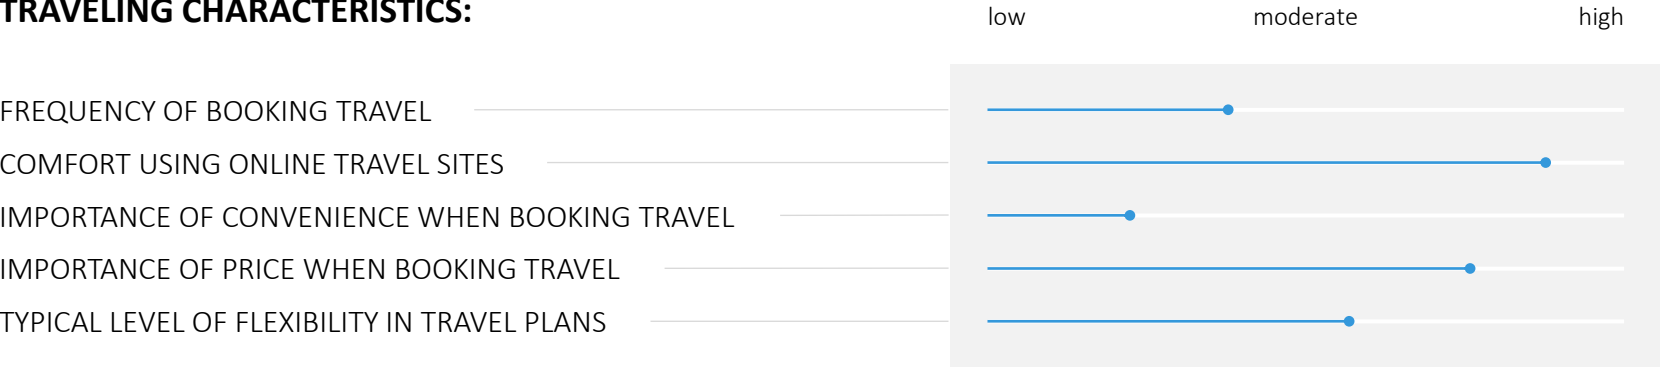 TRAVELING CHARACTERISTICS:
low moderate high
FREQUENCY OF BOOKING TRAVEL
COMFORT USING ONLINE TRAVEL SITES
IMPORTANCE OF CONVENIENCE WHEN BOOKING TRAVEL
IMPORTANCE OF PRICE WHEN BOOKING TRAVEL
TYPICAL LEVEL OF FLEXIBILITY IN TRAVEL PLANS